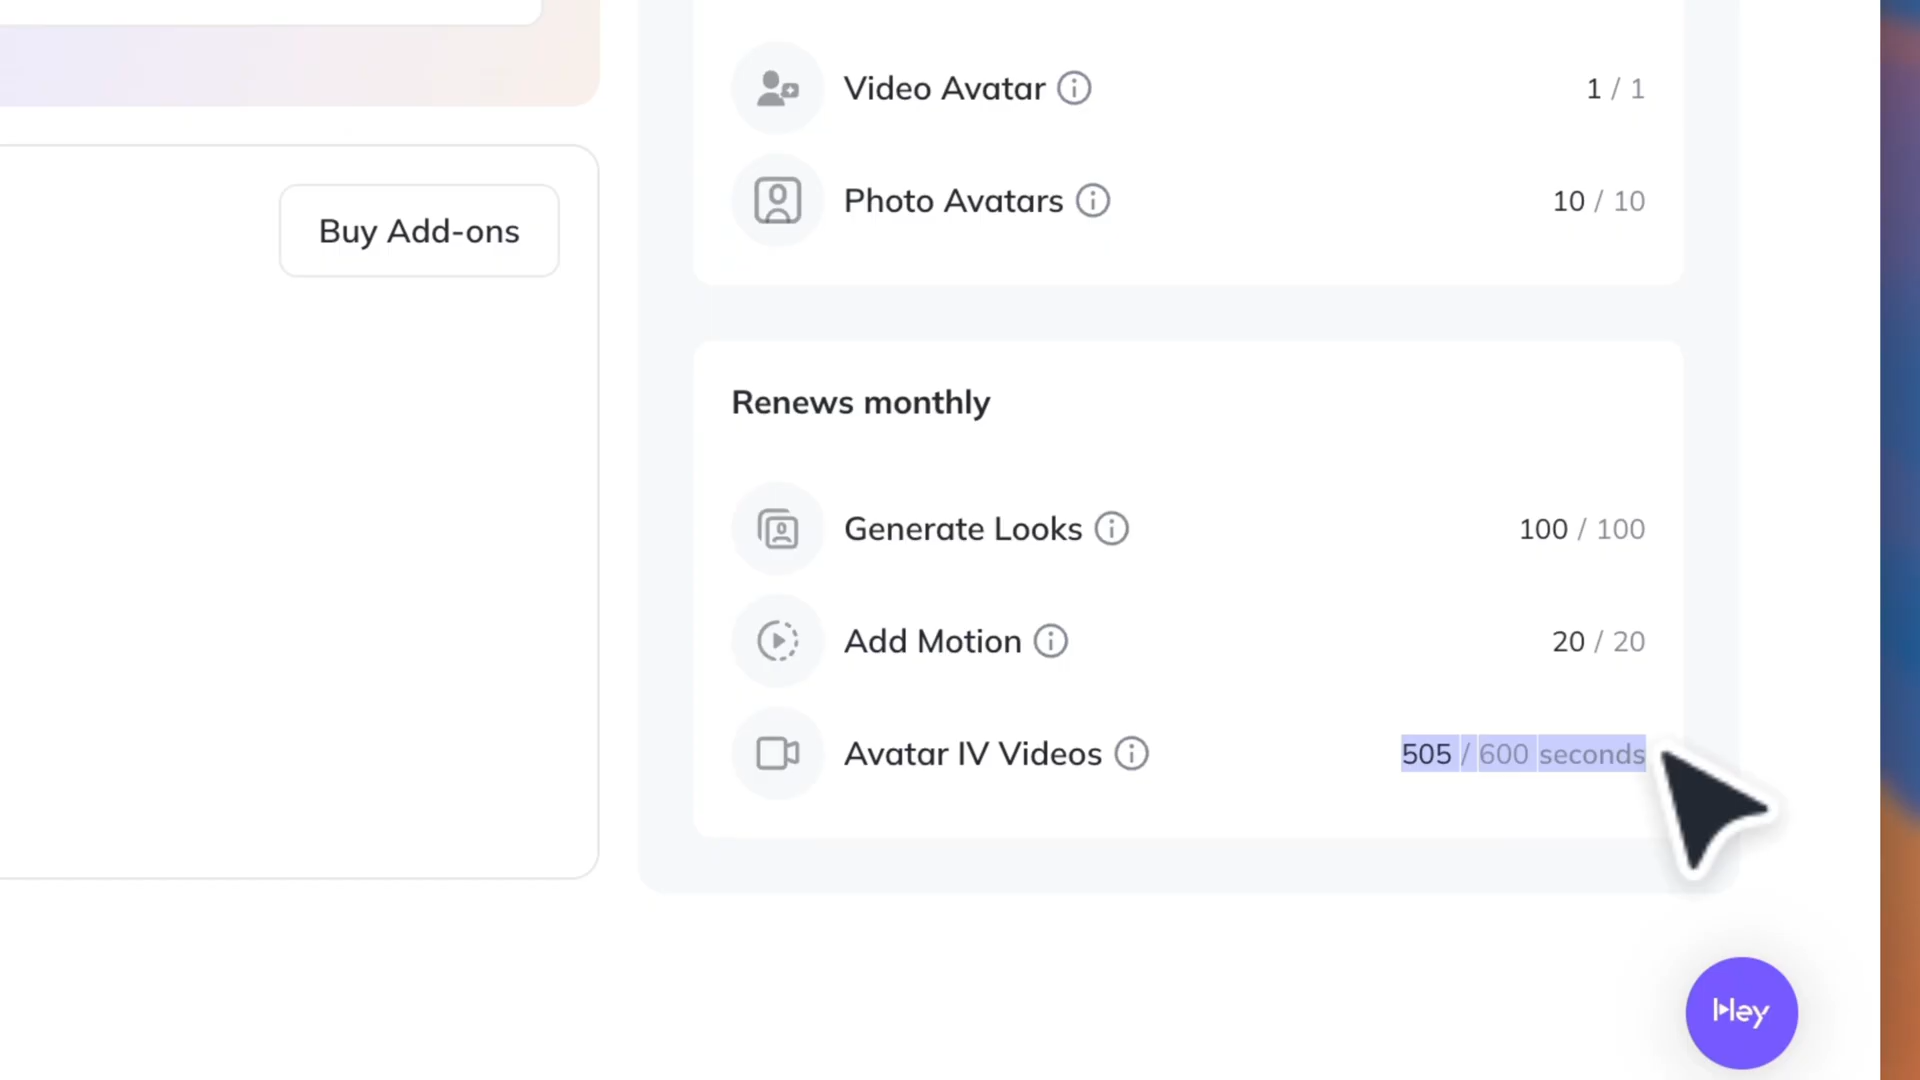 Video Avatar 1 / 1
Photo Avatars 10 / 10
Buy Add-ons
Renews monthly
Generate Looks 100 / 100
Add Motion 20 / 20
Avatar IV Videos 505 / 600 seconds
Hey